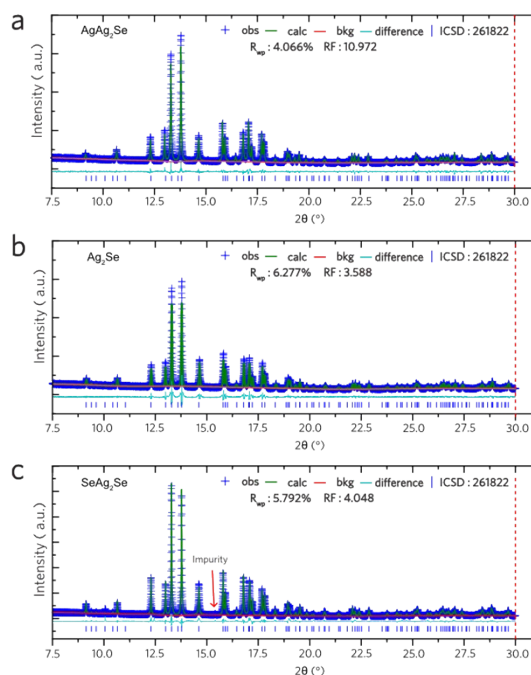 a
AgAg₂Se
obs calc bkg difference ICSD : 261822
Rwp : 4.066% RF : 10.972
Intensity ( a.u.)
7.5 10.0 12.5 15.0 17.5 20.0 22.5 25.0 27.5 30.0
2θ (°)
b
Ag₂Se
obs calc bkg difference ICSD : 261822
Rwp : 6.277% RF : 3.588
Intensity ( a.u.)
7.5 10.0 12.5 15.0 17.5 20.0 22.5 25.0 27.5 30.0
2θ (°)
c
SeAg₂Se
obs calc bkg difference ICSD : 261822
Rwp : 5.792% RF : 4.048
Impurity
Intensity ( a.u.)
7.5 10.0 12.5 15.0 17.5 20.0 22.5 25.0 27.5 30.0
2θ (°)